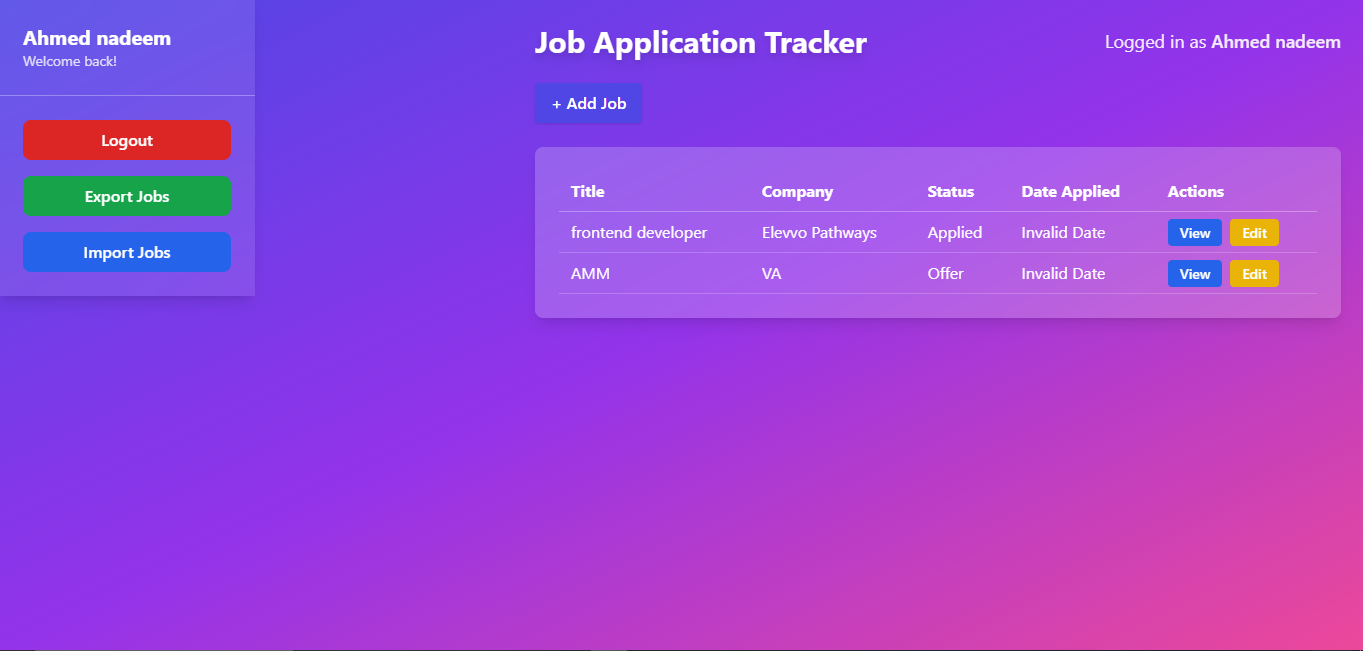 Ahmed nadeem
Welcome back!
Logout
Export Jobs
Import Jobs
Job Application Tracker
Logged in as Ahmed nadeem
+ Add Job
Title Company Status Date Applied Actions
frontend developer Elevvo Pathways Applied Invalid Date View Edit
AMM VA Offer Invalid Date View Edit